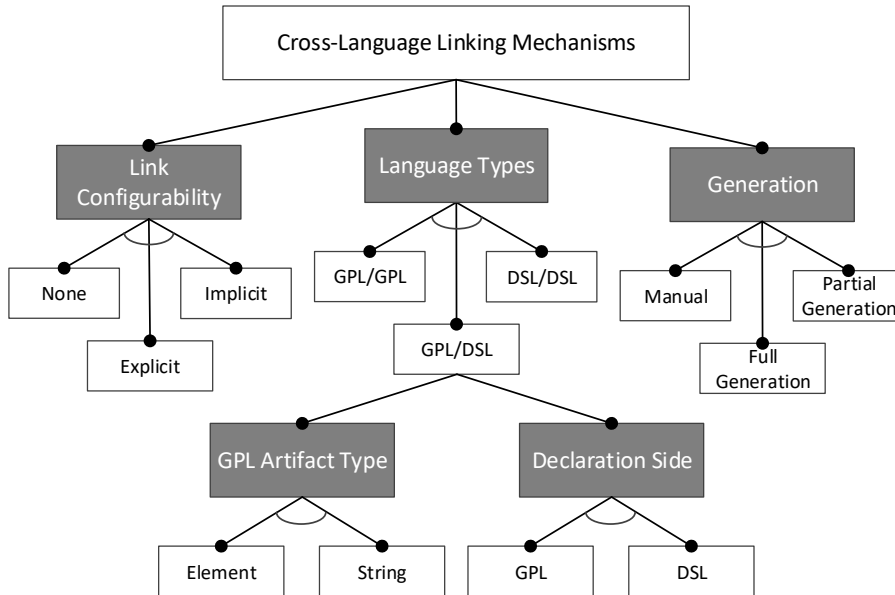 Cross-Language Linking Mechanisms
Link
Configurability
Language Types
Generation
None
Implicit
Explicit
GPL/GPL
DSL/DSL
GPL/DSL
Manual
Partial
Generation
Full
Generation
GPL Artifact Type
Declaration Side
Element
String
GPL
DSL